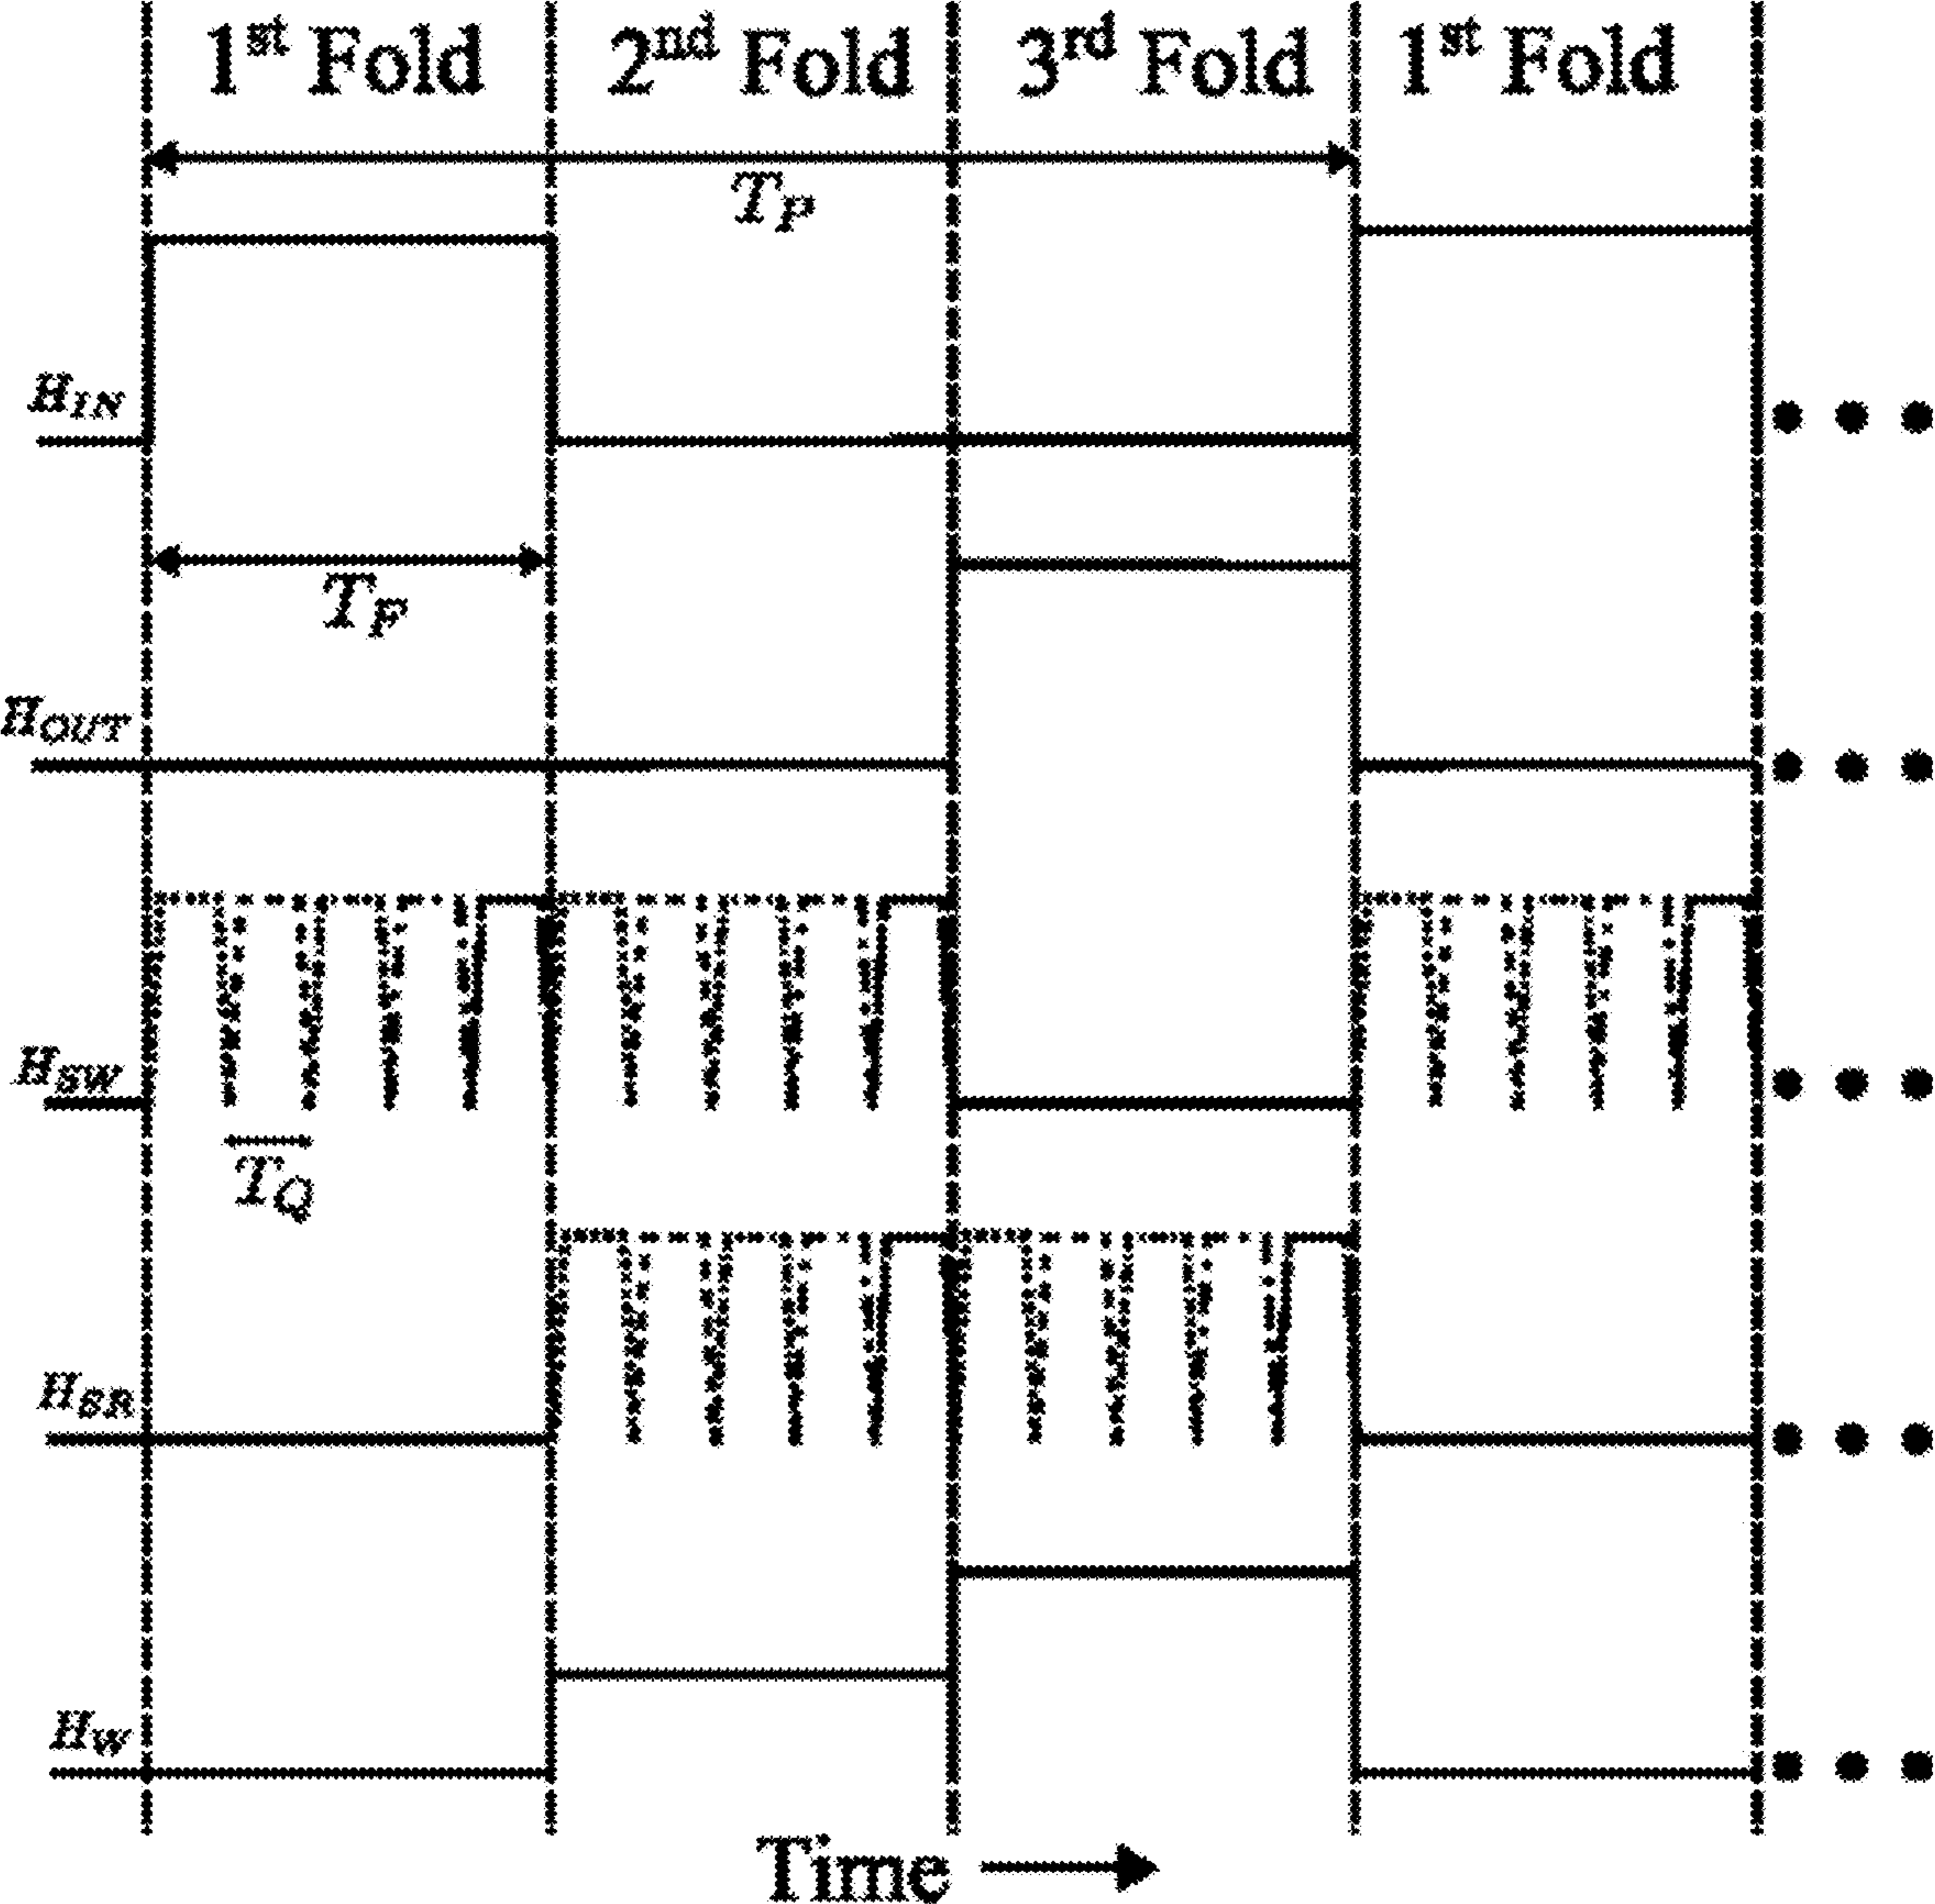 1st Fold 2nd Fold 3rd Fold 1st Fold
TP
HIN
TF
HOUT
HSW
TQ
HSR
HW
Time